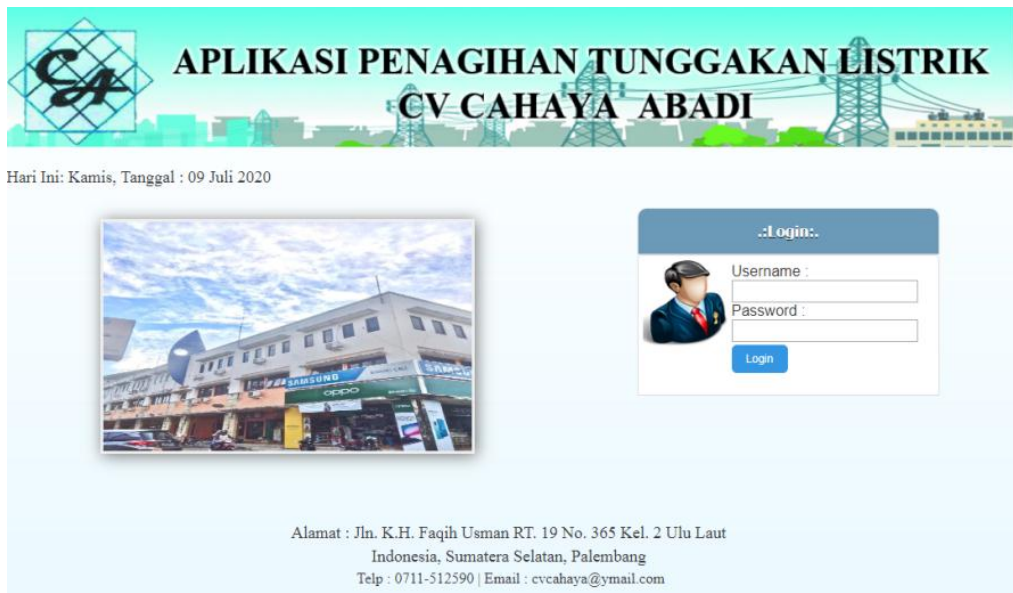 CA
APLIKASI PENAGIHAN TUNGGAKAN LISTRIK
CV CAHAYA ABADI
Hari Ini: Kamis, Tanggal : 09 Juli 2020
SAMSUNG
SAMSU
oppo
.:Login:.
Username :
Password :
Login
Alamat : Jln. K.H. Faqih Usman RT. 19 No. 365 Kel. 2 Ulu Laut
Indonesia, Sumatera Selatan, Palembang
Telp : 0711-512590 | Email : cvcahaya@ymail.com